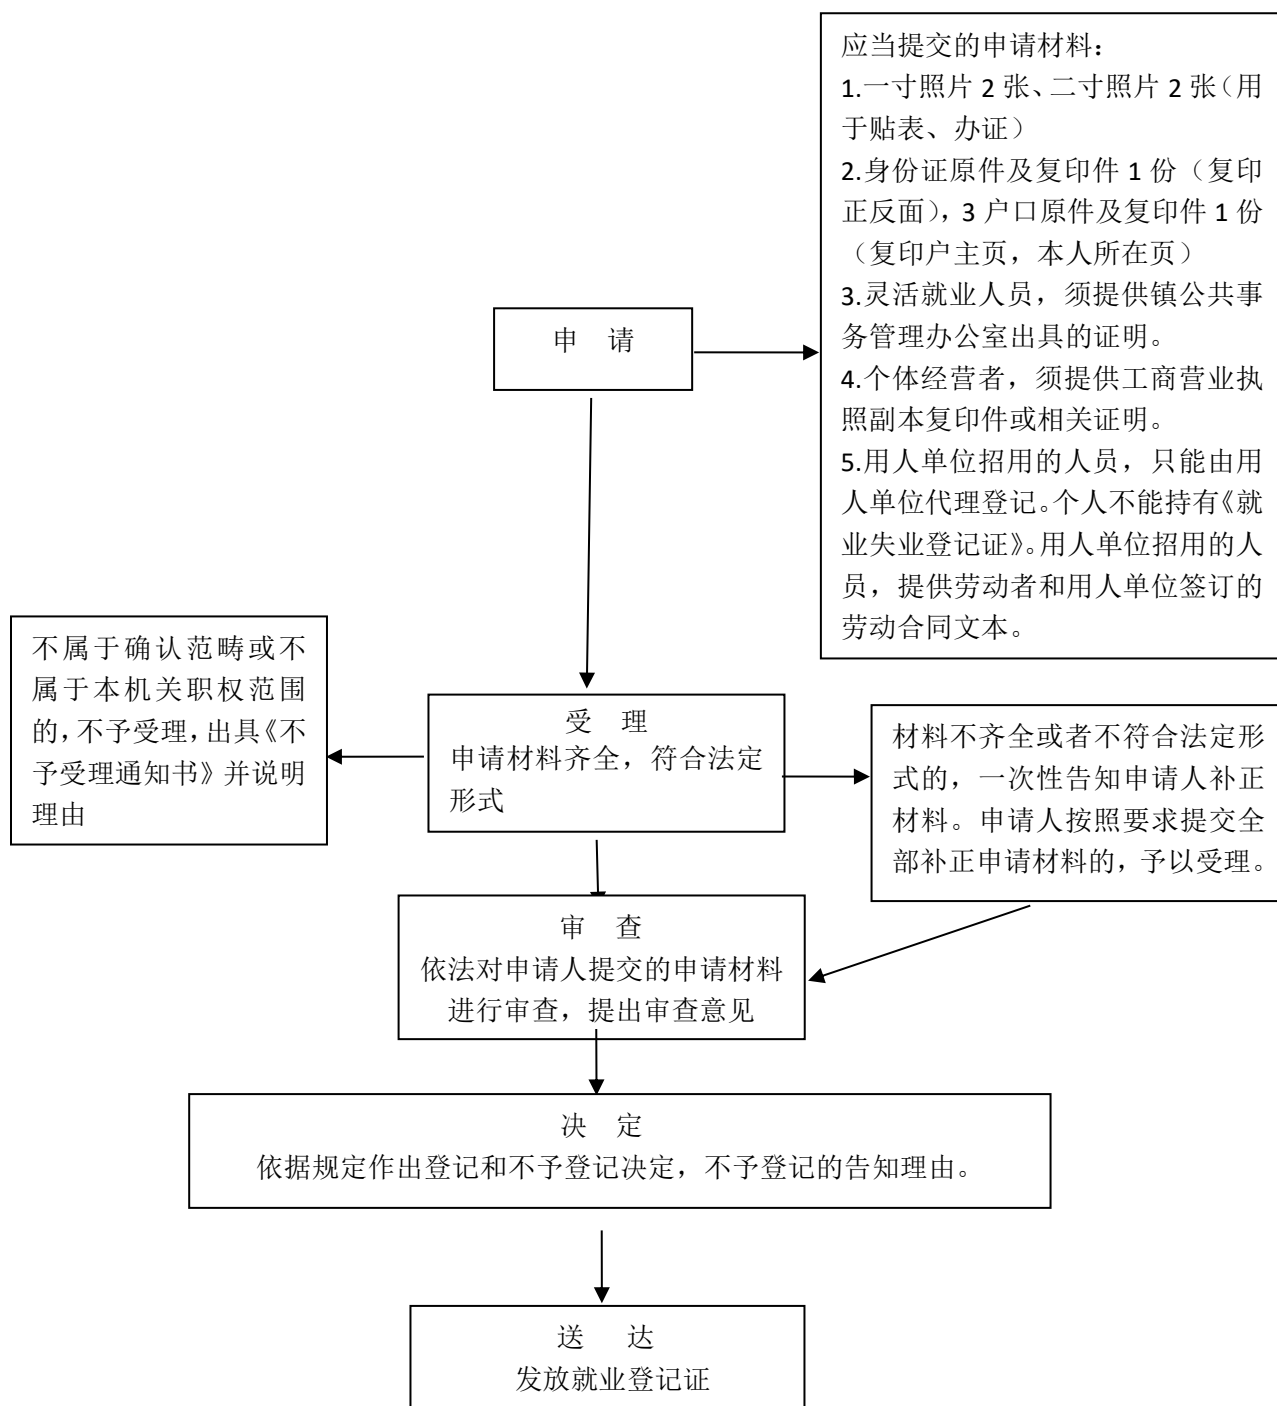 应当提交的申请材料：
1.一寸照片 2 张、二寸照片 2 张（用
于贴表、办证）
2.身份证原件及复印件 1 份（复印
正反面），3 户口原件及复印件 1 份
（复印户主页，本人所在页）
3.灵活就业人员，须提供镇公共事
务管理办公室出具的证明。
4.个体经营者，须提供工商营业执
照副本复印件或相关证明。
5.用人单位招用的人员，只能由用
人单位代理登记。个人不能持有《就
业失业登记证》。用人单位招用的人
员，提供劳动者和用人单位签订的
劳动合同文本。
申 请
不属于确认范畴或不
属于本机关职权范围
的，不予受理，出具《不
予受理通知书》并说明
理由
受 理
申请材料齐全，符合法定
形式
材料不齐全或者不符合法定形
式的，一次性告知申请人补正
材料。申请人按照要求提交全
部补正申请材料的，予以受理。
审 查
依法对申请人提交的申请材料
进行审查，提出审查意见
决 定
依据规定作出登记和不予登记决定，不予登记的告知理由。
送 达
发放就业登记证